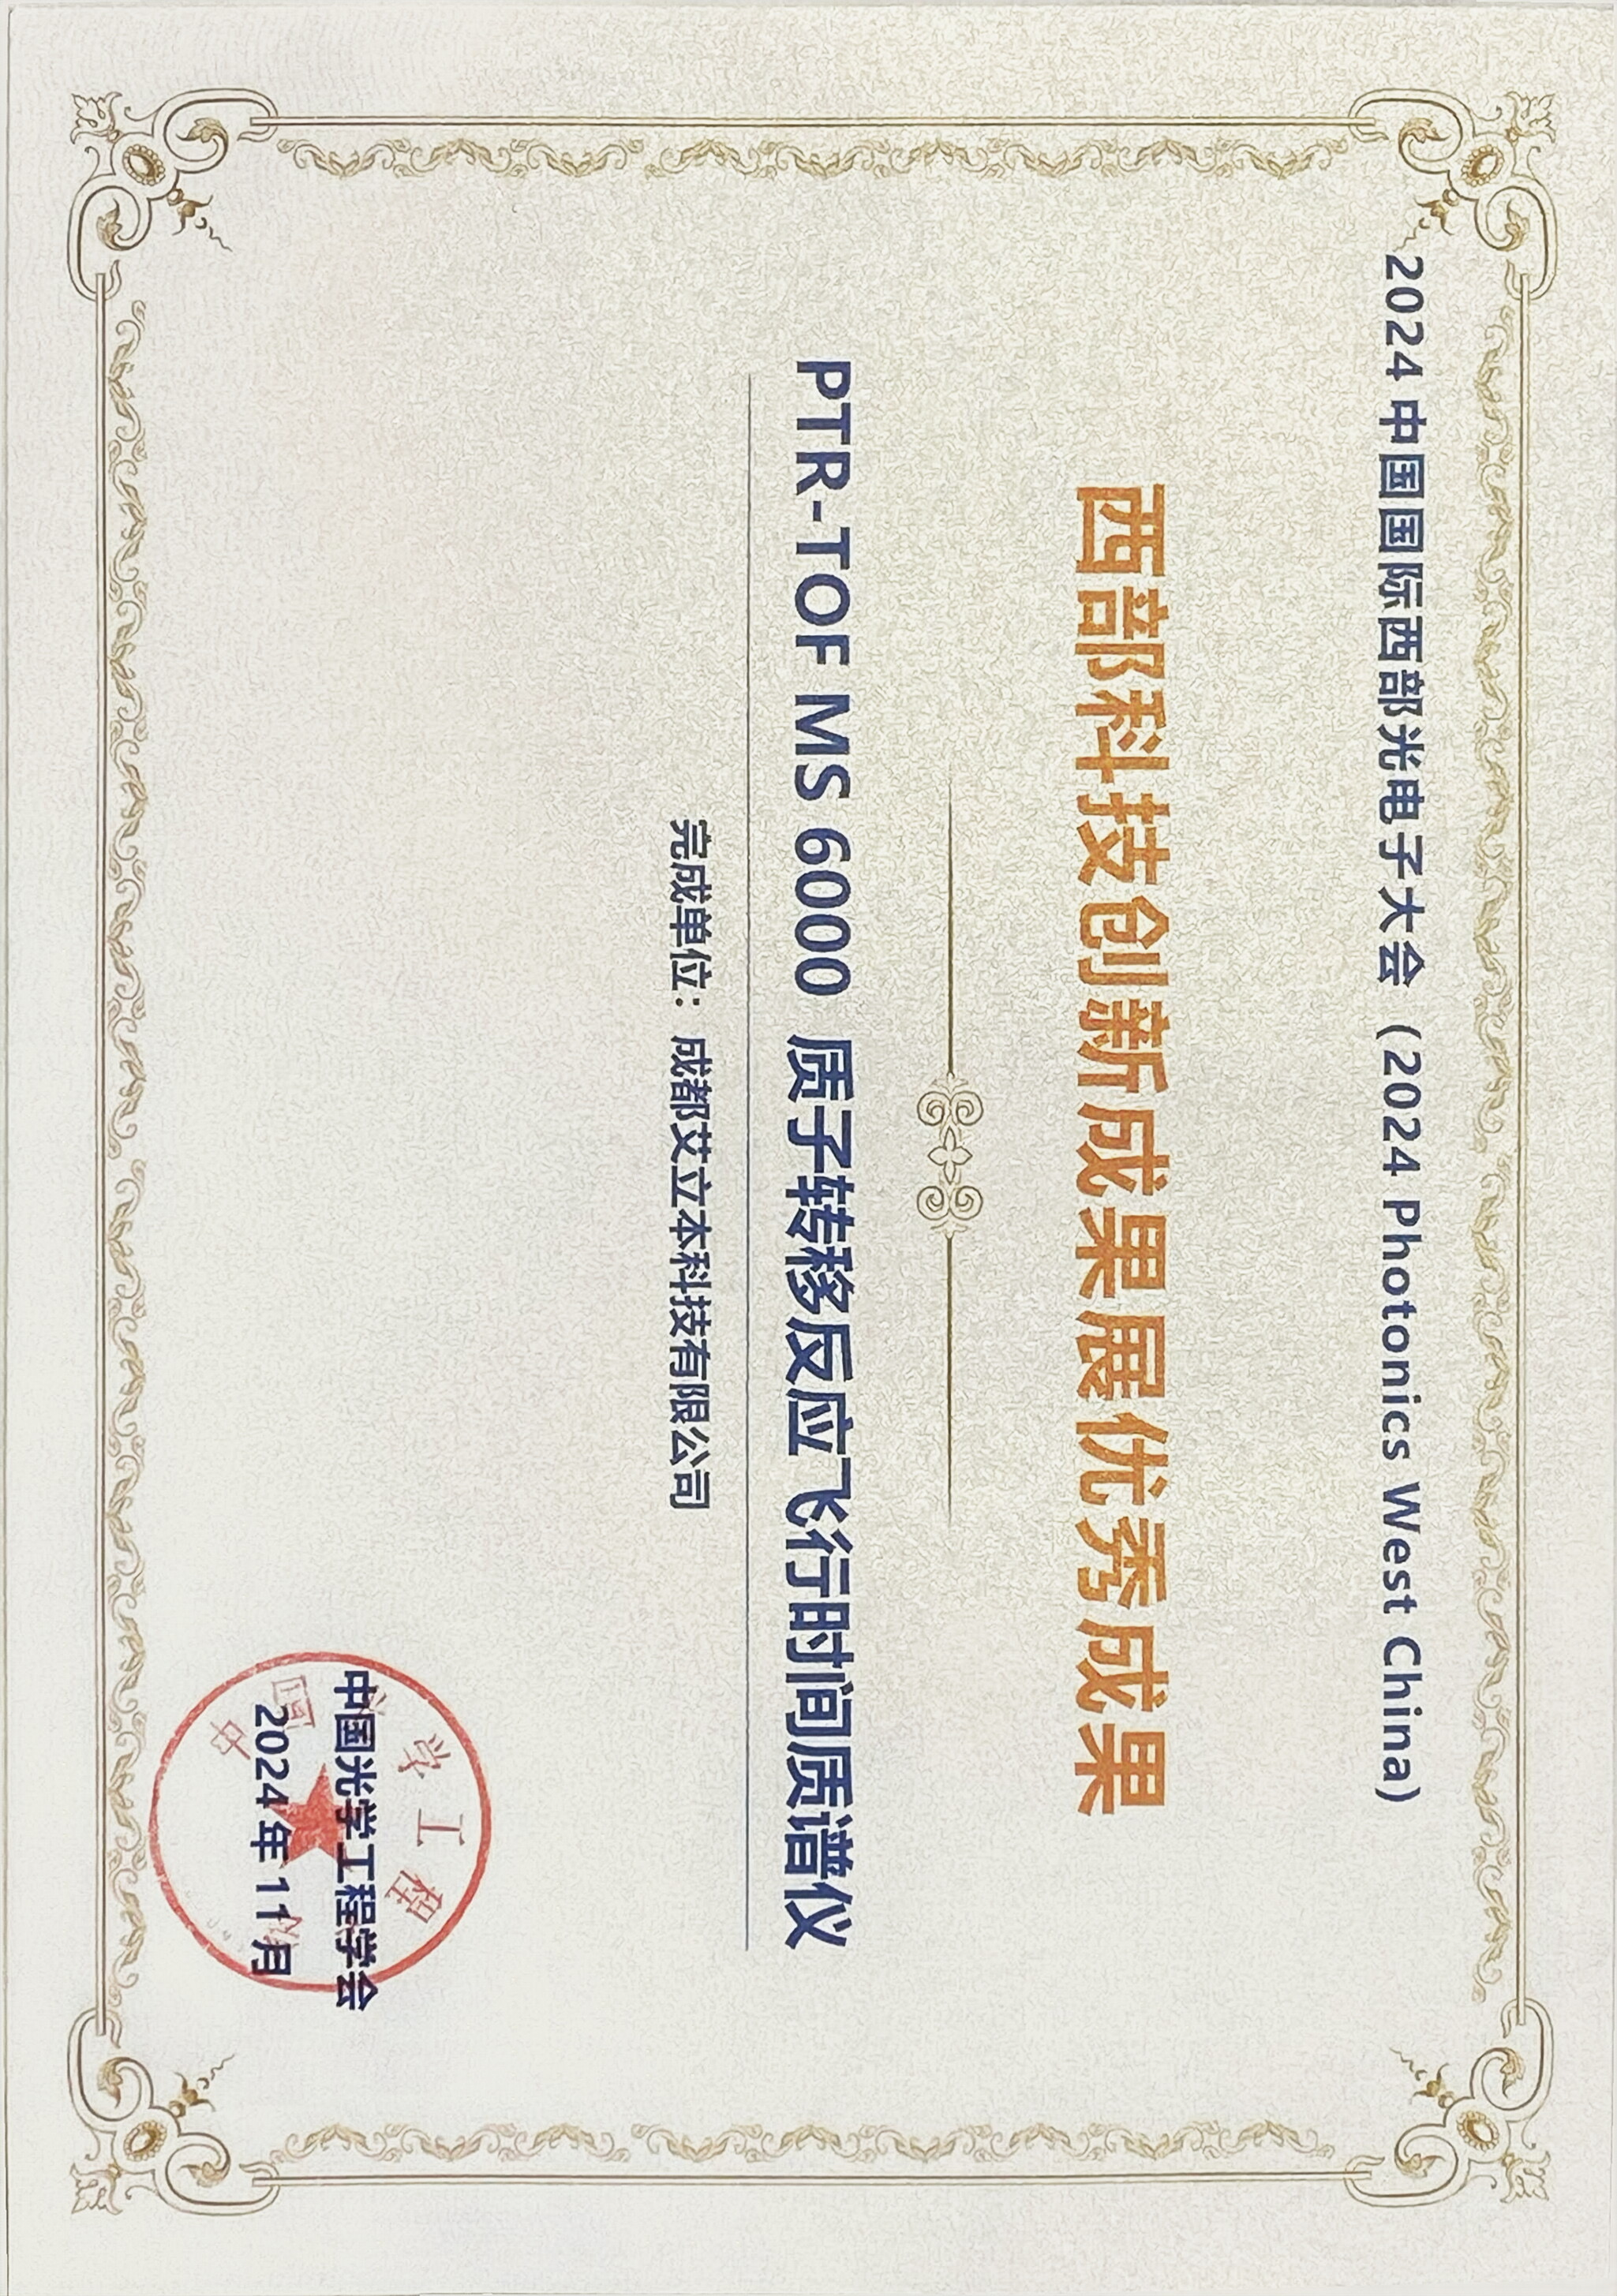 2024 中国国际西部光电子大会（2024 Photonics West China）
西部科技创新成果展优秀成果
PTR-TOF MS 6000 质子转移反应飞行时间质谱仪
完成单位：成都艾立本科技有限公司
中国光学工程学会
2024年11月